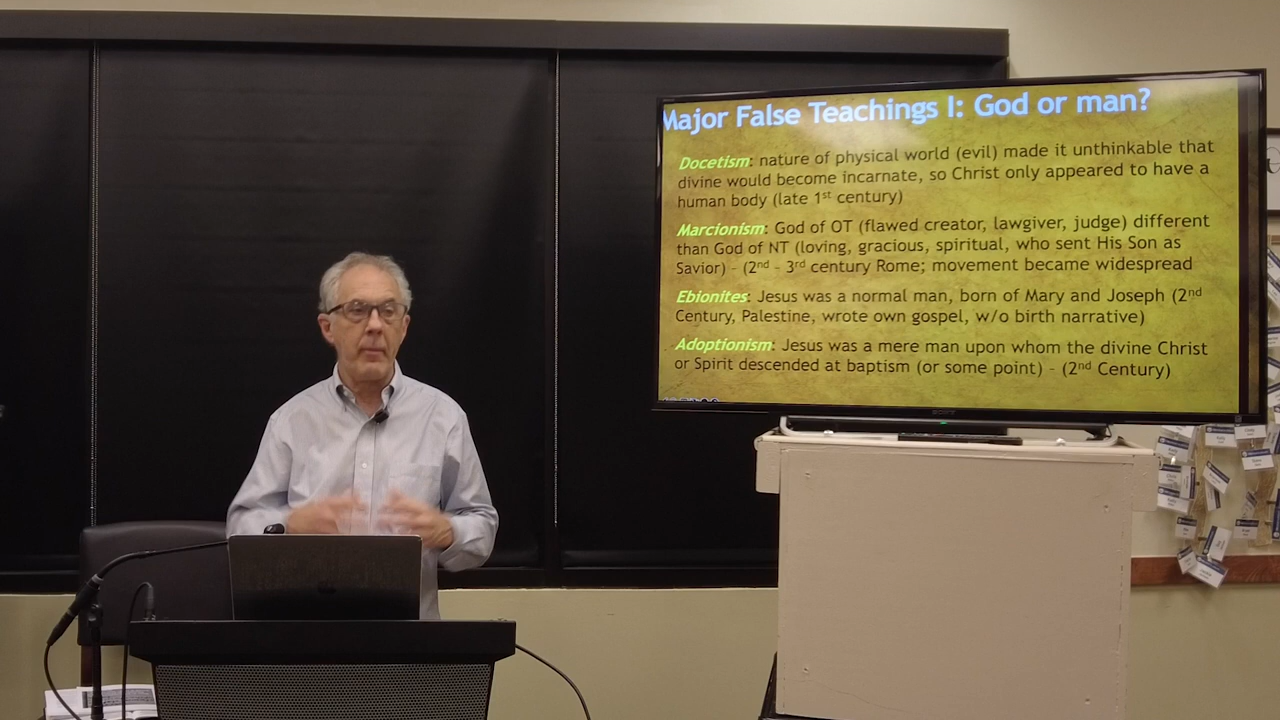 Major False Teachings I: God or man?
Docetism: nature of physical world (evil) made it unthinkable that
divine would become incarnate, so Christ only appeared to have a
human body (late 1st century)
Marcionism: God of OT (flawed creator, lawgiver, judge) different
than God of NT (loving, gracious, spiritual, who sent His Son as
Savior) – (2nd – 3rd century Rome; movement became widespread
Ebionites: Jesus was a normal man, born of Mary and Joseph (2nd
Century, Palestine, wrote own gospel, w/o birth narrative)
Adoptionism: Jesus was a mere man upon whom the divine Christ
or Spirit descended at baptism (or some point) – (2nd Century)
SONY